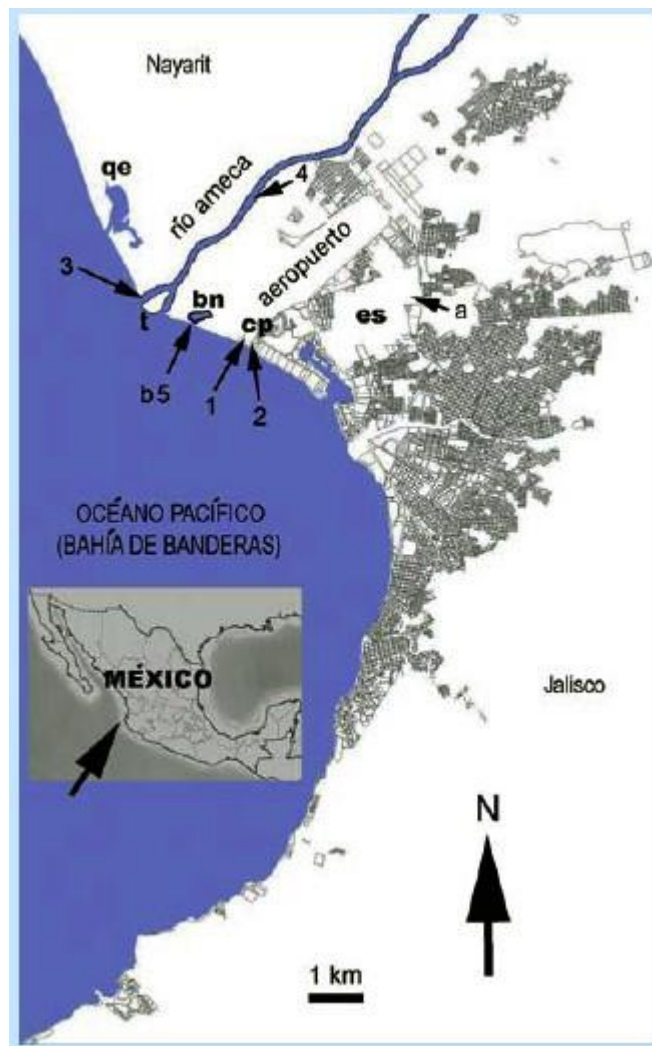 Nayarit
qe
río ameca
4
3
t
bn
aeropuerto
cp
es
a
b5
1
2
OCÉANO PACÍFICO
(BAHÍA DE BANDERAS)
MÉXICO
Jalisco
N
1 km